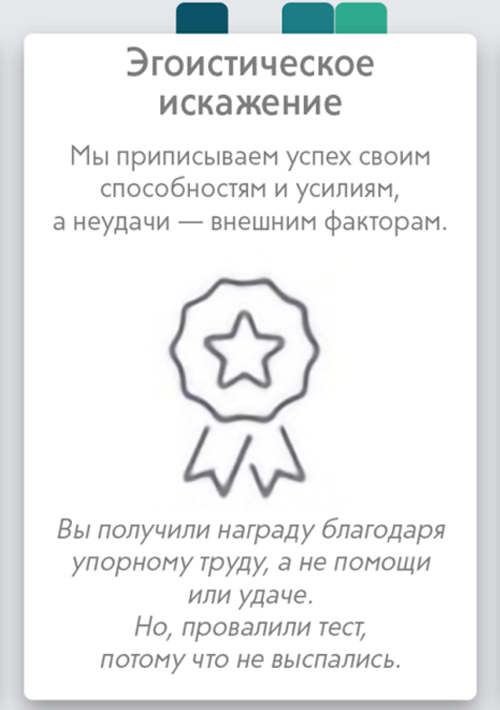 Эгоистическое
искажение
Мы приписываем успех своим
способностям и усилиям,
а неудачи — внешним факторам.
Вы получили награду благодаря
упорному труду, а не помощи
или удаче.
Но, провалили тест,
потому что не выспались.